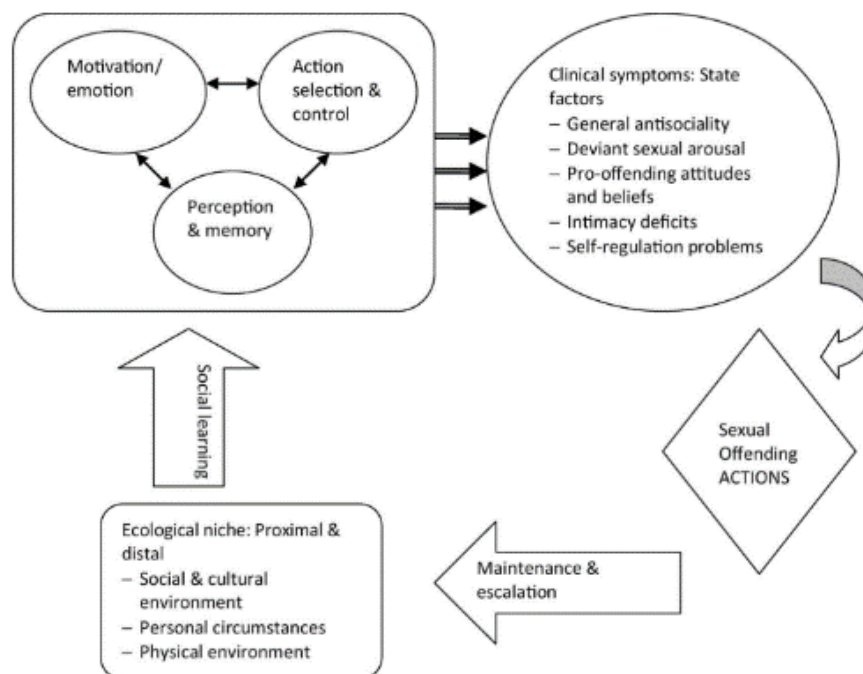 Motivation/
emotion
Action
selection &
control
Perception
& memory
Clinical symptoms: State
factors
– General antisociality
– Deviant sexual arousal
– Pro-offending attitudes
and beliefs
– Intimacy deficits
– Self-regulation problems
Social learning
Sexual
Offending
ACTIONS
Ecological niche: Proximal &
distal
– Social & cultural
environment
– Personal circumstances
– Physical environment
Maintenance &
escalation